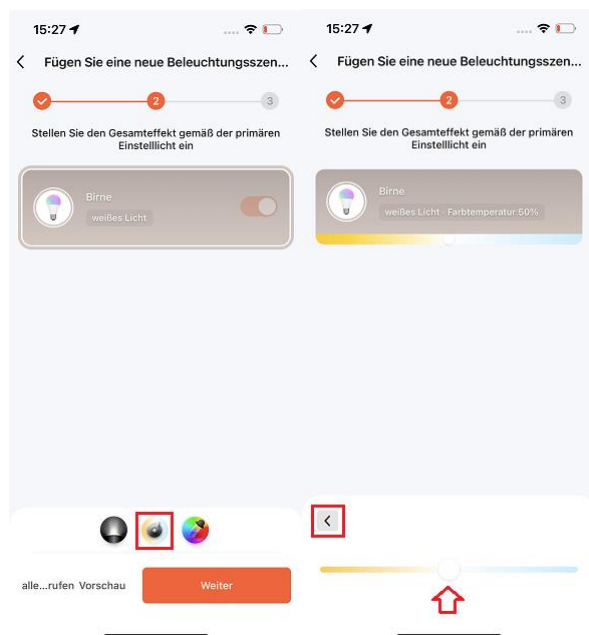 15:27
Fügen Sie eine neue Beleuchtungsszen...
2
3
Stellen Sie den Gesamteffekt gemäß der primären
Einstelllicht ein
Birne
weißes Licht
alle...rufen Vorschau
Weiter
15:27
Fügen Sie eine neue Beleuchtungsszen...
2
3
Stellen Sie den Gesamteffekt gemäß der primären
Einstelllicht ein
Birne
weißes Licht · Farbtemperatur 50%